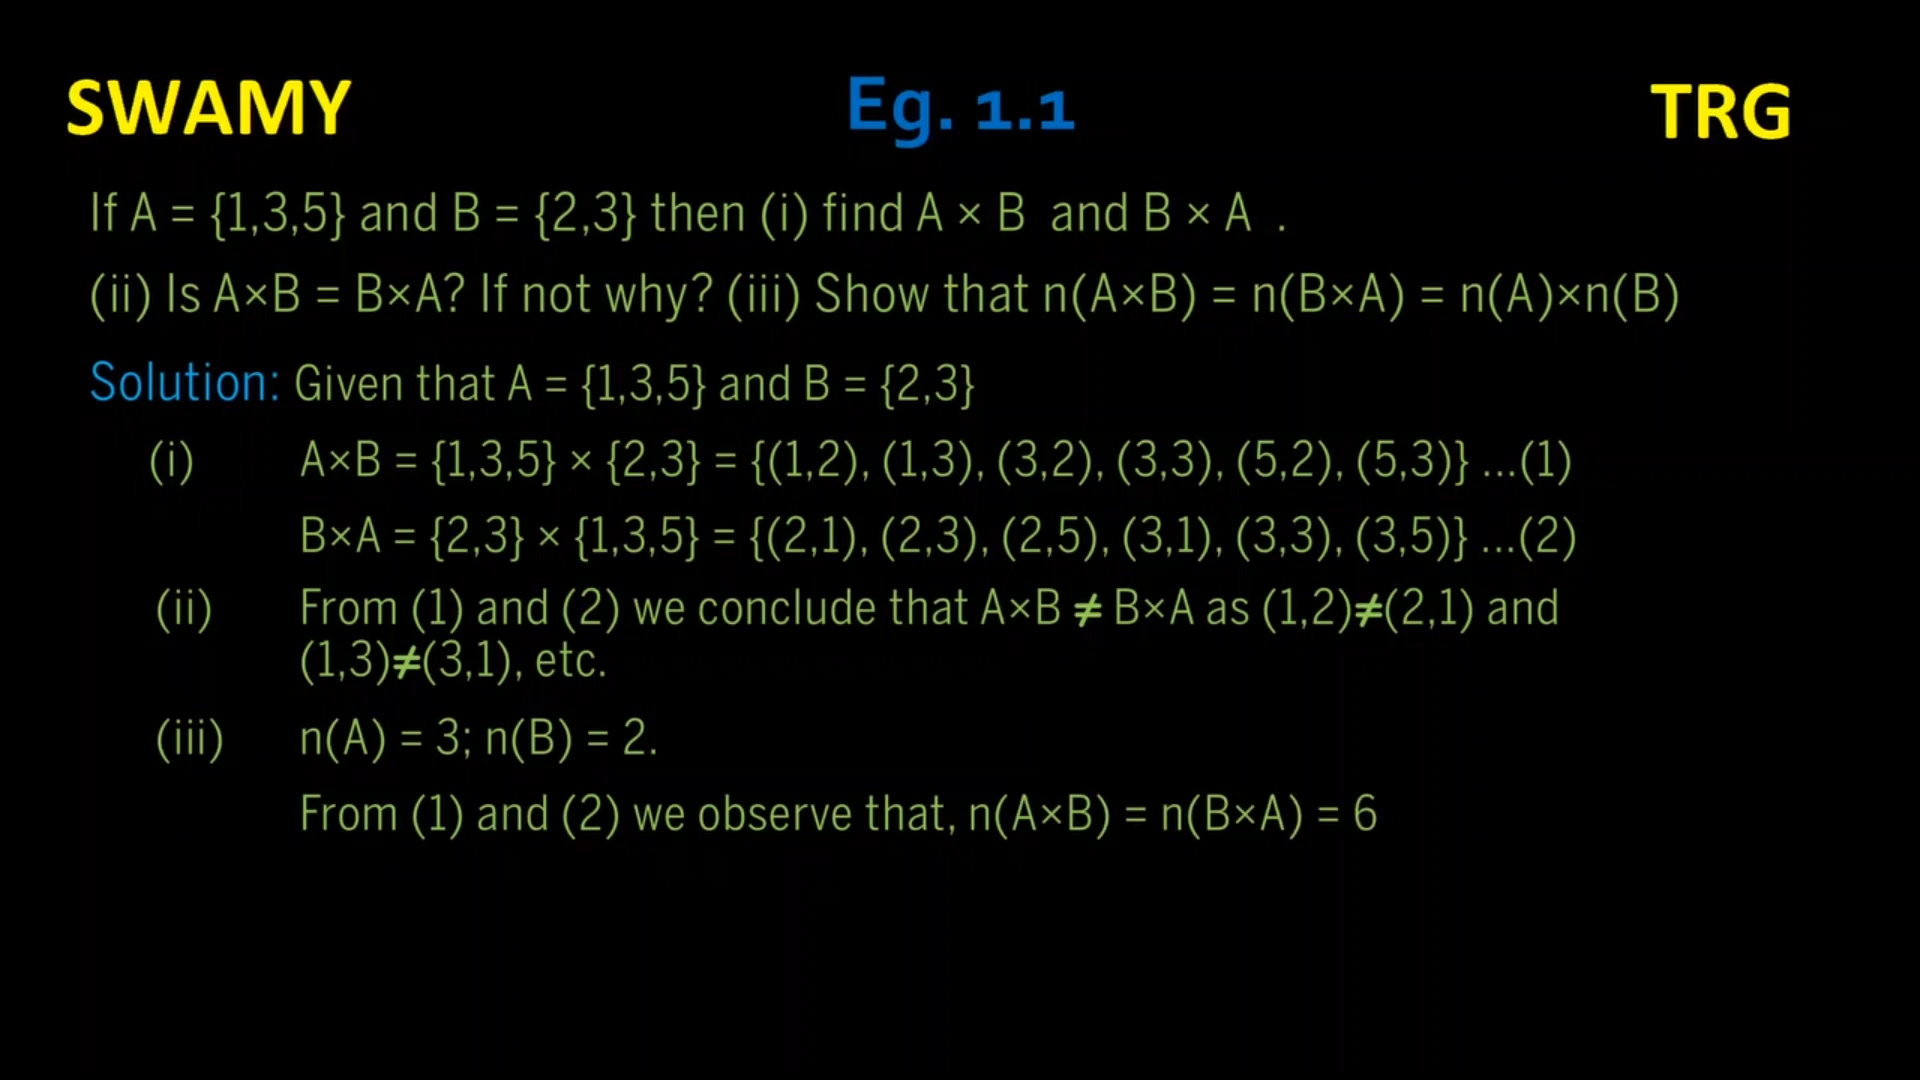 SWAMY Eg. 1.1 TRG
If A = {1,3,5} and B = {2,3} then (i) find A × B and B × A .
(ii) Is A×B = B×A? If not why? (iii) Show that n(A×B) = n(B×A) = n(A)×n(B)
Solution: Given that A = {1,3,5} and B = {2,3}
(i) A×B = {1,3,5} × {2,3} = {(1,2), (1,3), (3,2), (3,3), (5,2), (5,3)} ...(1)
B×A = {2,3} × {1,3,5} = {(2,1), (2,3), (2,5), (3,1), (3,3), (3,5)} ...(2)
(ii) From (1) and (2) we conclude that A×B ≠ B×A as (1,2)≠(2,1) and
(1,3)≠(3,1), etc.
(iii) n(A) = 3; n(B) = 2.
From (1) and (2) we observe that, n(A×B) = n(B×A) = 6